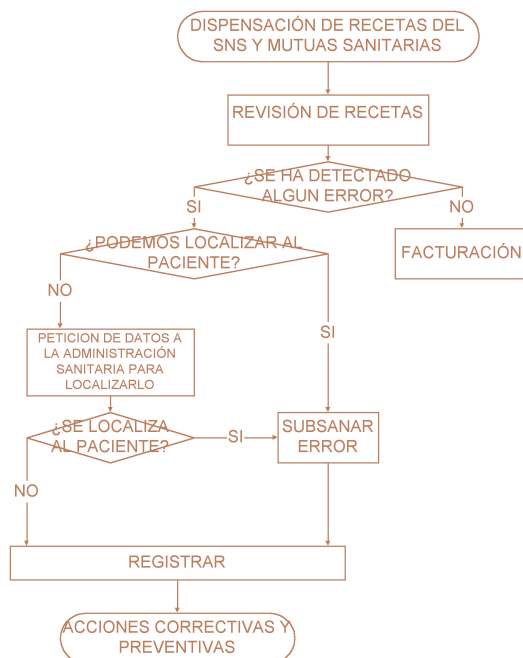 DISPENSACIÓN DE RECETAS DEL
SNS Y MUTUAS SANITARIAS
REVISIÓN DE RECETAS
¿SE HA DETECTADO
ALGUN ERROR?
SI
NO
¿PODEMOS LOCALIZAR AL
PACIENTE?
FACTURACIÓN
NO
SI
PETICION DE DATOS A
LA ADMINISTRACIÓN
SANITARIA PARA
LOCALIZARLO
¿SE LOCALIZA
AL PACIENTE?
SI
SUBSANAR
ERROR
NO
REGISTRAR
ACCIONES CORRECTIVAS Y
PREVENTIVAS